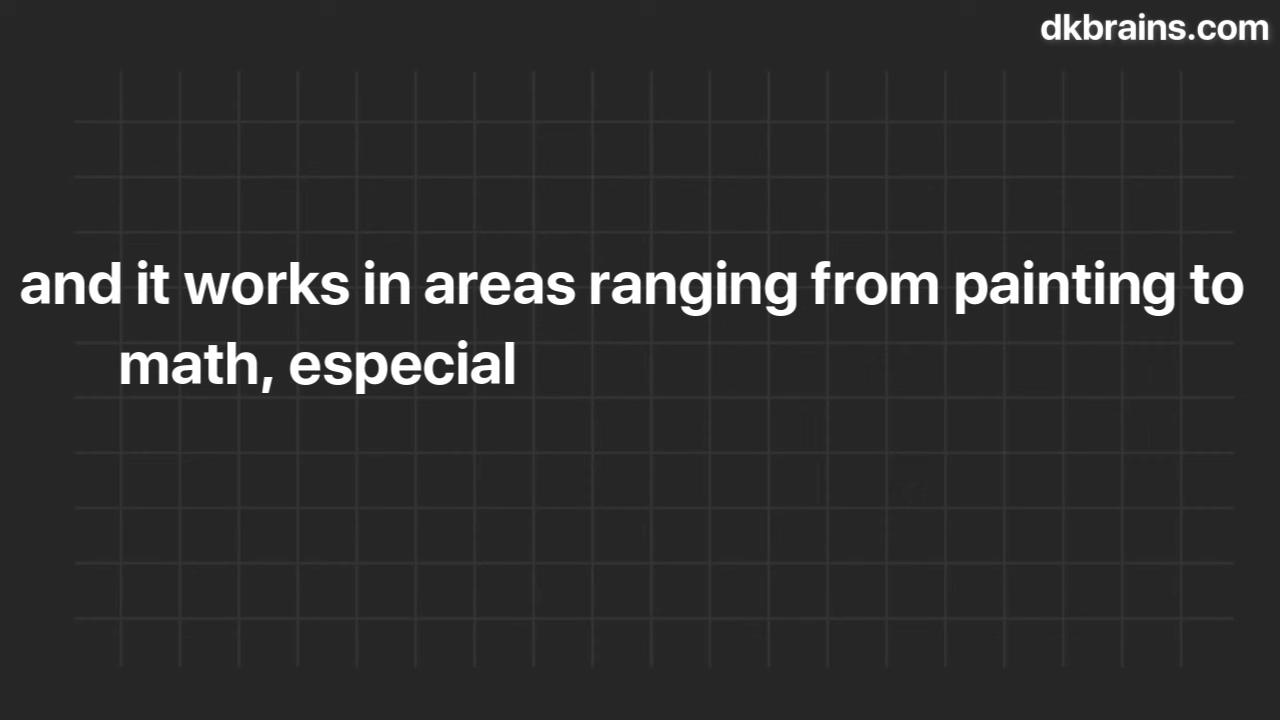 dkbrains.com
and it works in areas ranging from painting to
math, especial